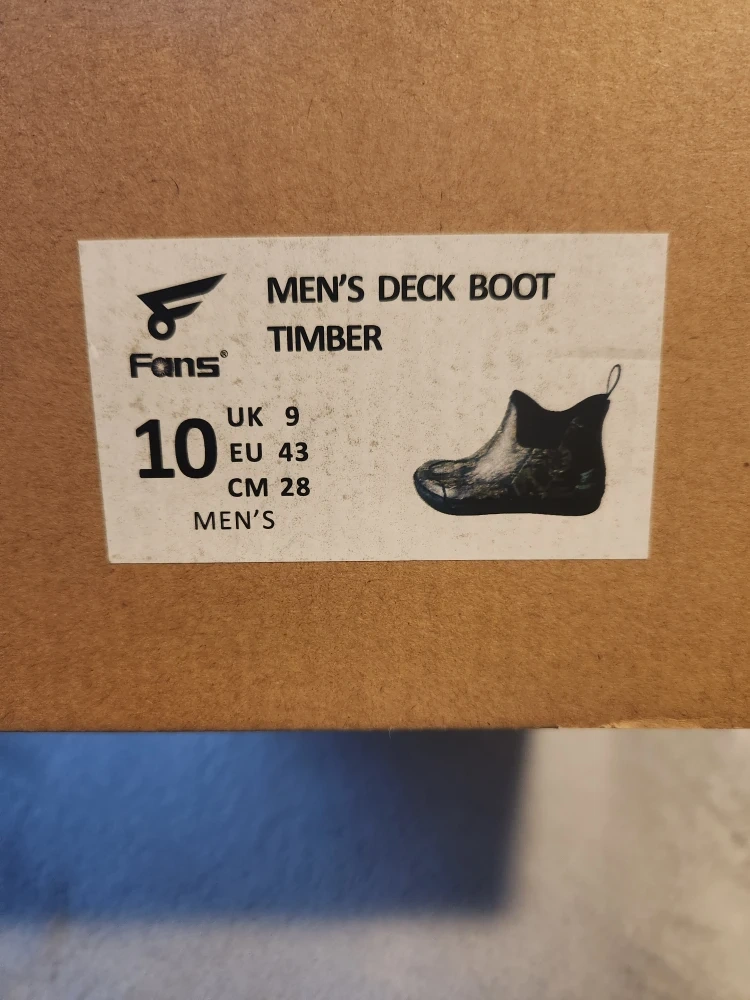 MEN'S DECK BOOT
TIMBER
Fans®
10
UK 9
EU 43
CM 28
MEN'S